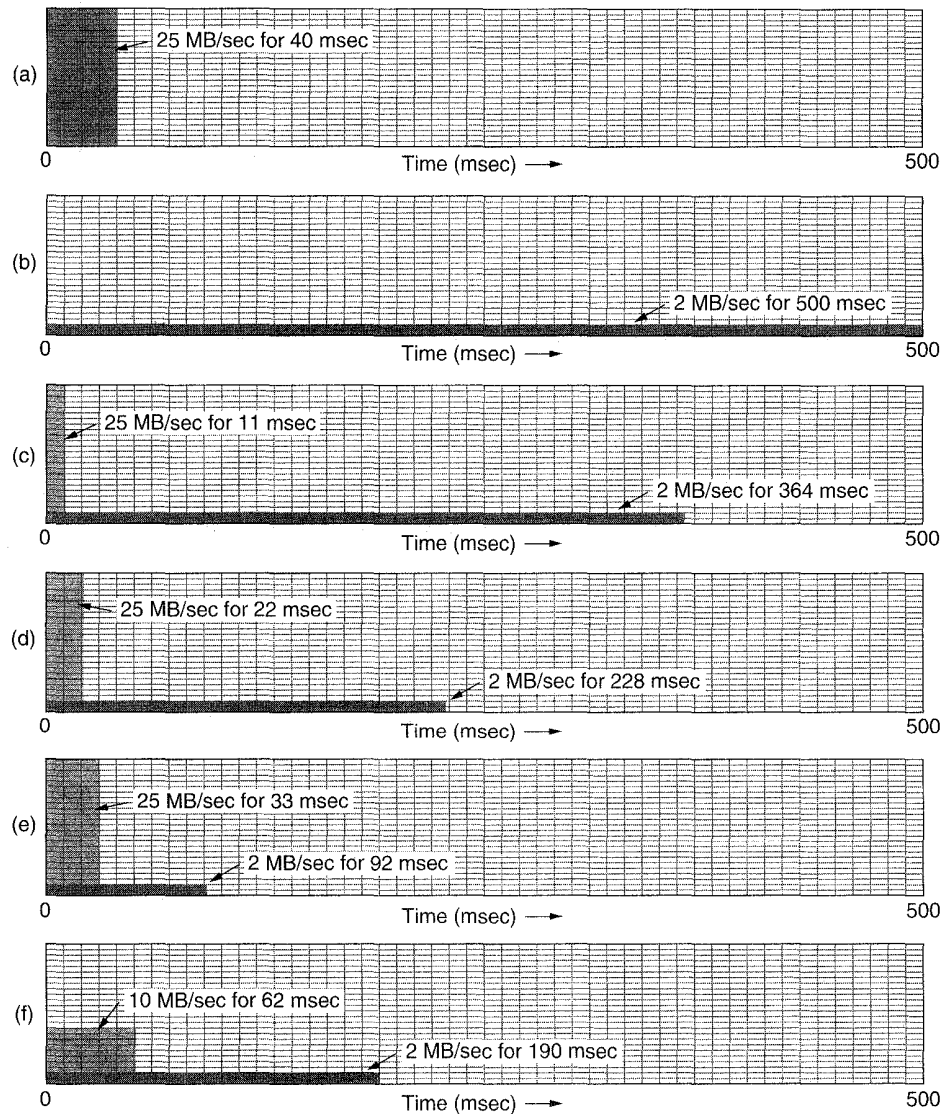 25 MB/sec for 40 msec
(a)
0
Time (msec) →
500
(b)
2 MB/sec for 500 msec
0
Time (msec) →
500
25 MB/sec for 11 msec
(c)
2 MB/sec for 364 msec
0
Time (msec) →
500
25 MB/sec for 22 msec
(d)
2 MB/sec for 228 msec
0
Time (msec) →
500
25 MB/sec for 33 msec
(e)
2 MB/sec for 92 msec
0
Time (msec) →
500
10 MB/sec for 62 msec
(f)
2 MB/sec for 190 msec
0
Time (msec) →
500